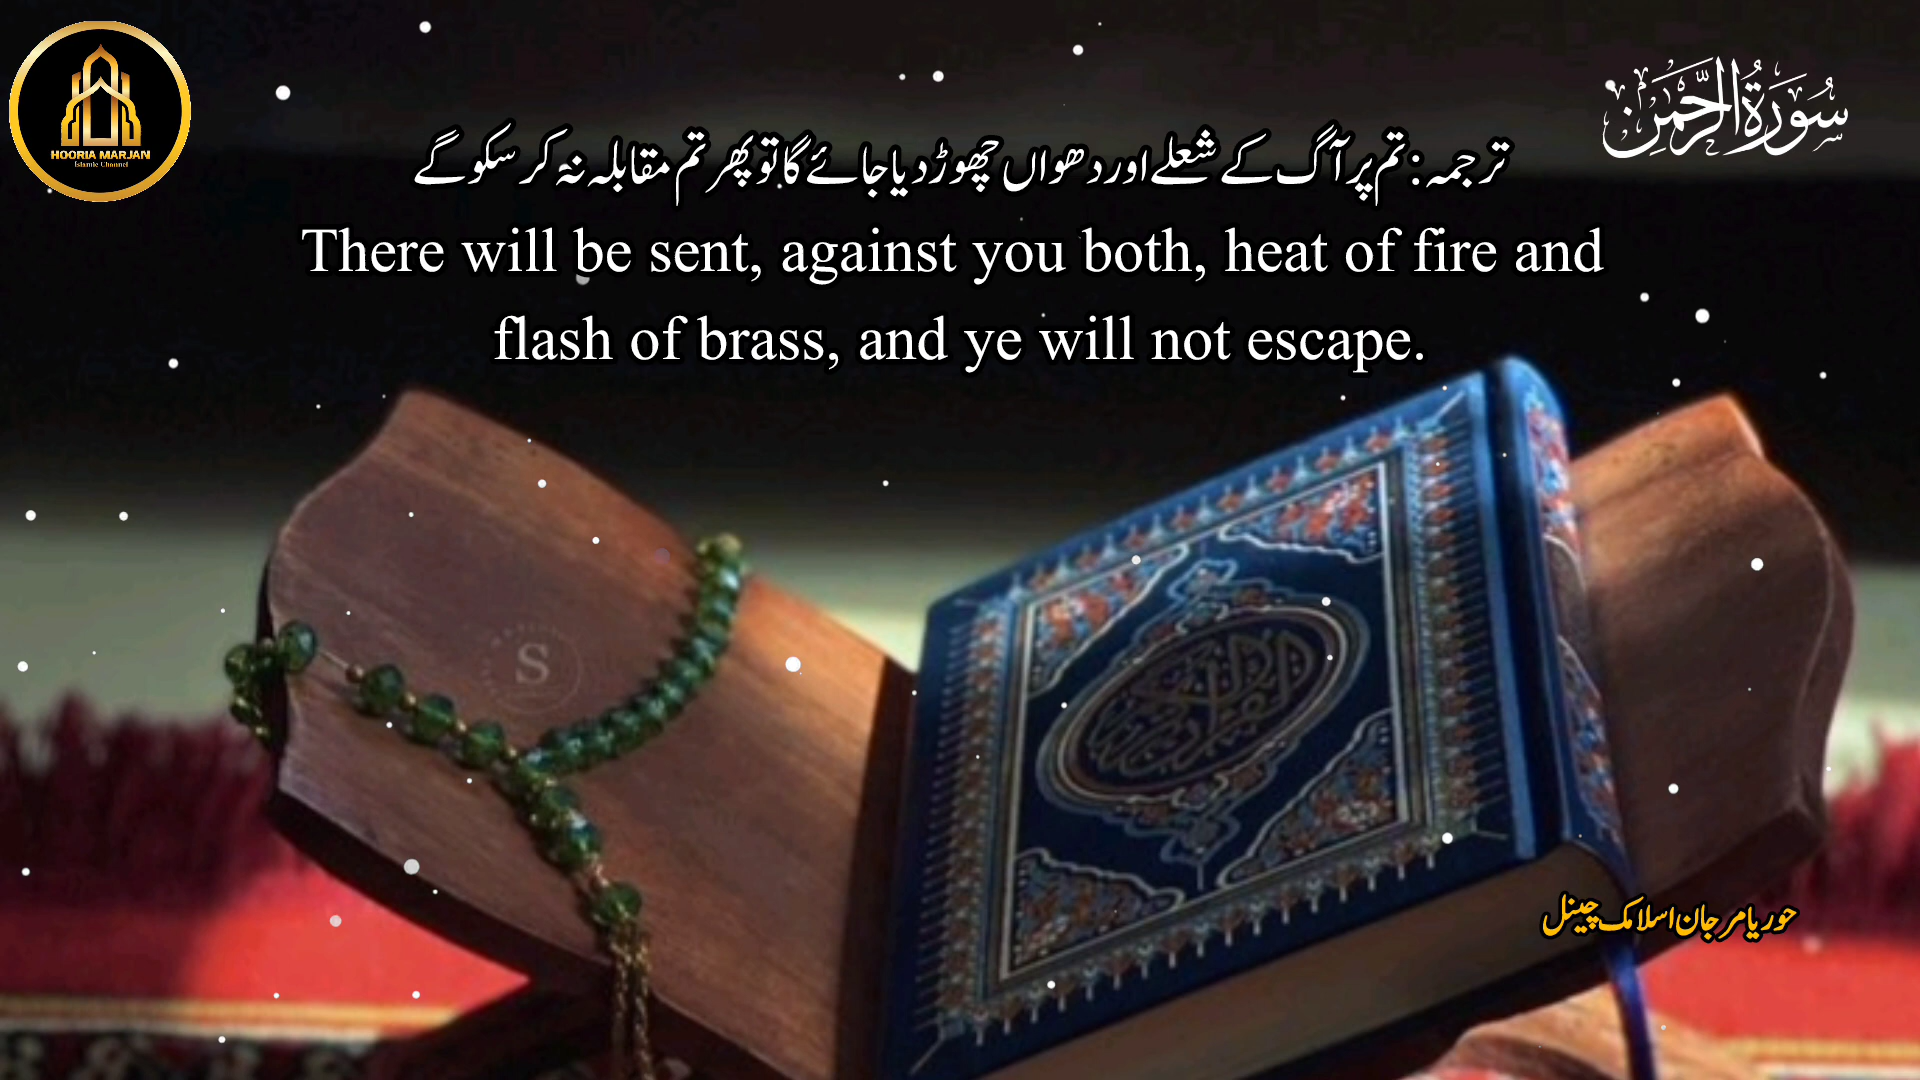 HOORIA MARJAN
Islamic Channel
سُورَةُ الرَّحْمٰن
ترجمہ: تم پر آگ کے شعلے اور دھواں چھوڑ دیا جائے گا تو پھر تم مقابلہ نہ کر سکو گے
There will be sent, against you both, heat of fire and
flash of brass, and ye will not escape.
S
القرآن الكريم
حوریا مرجان اسلامک چینل